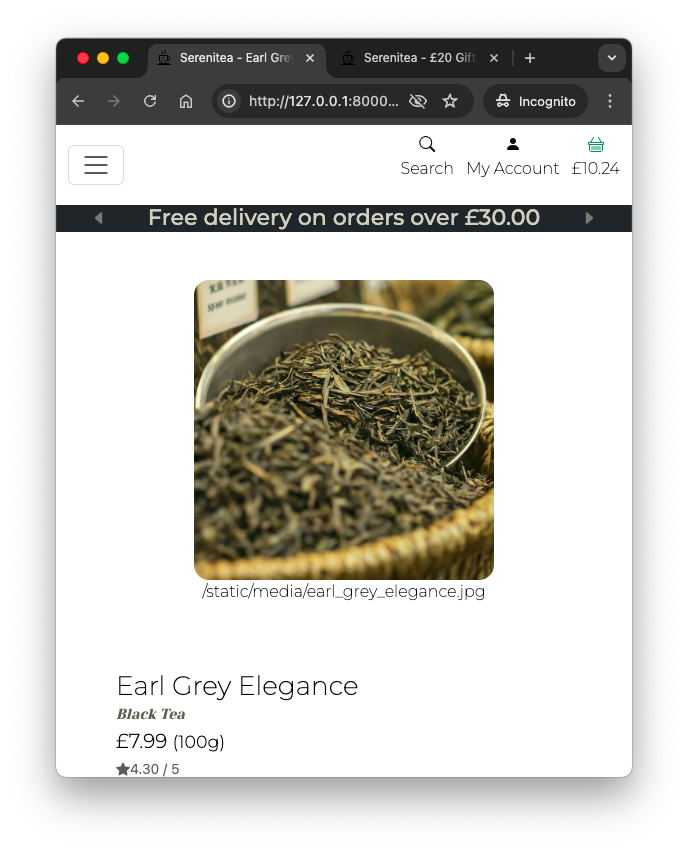 Serenitea - Earl Gre
Serenitea - £20 Gift
http://127.0.0.1:8000...
Incognito
Search
My Account
£10.24
Free delivery on orders over £30.00
/static/media/earl_grey_elegance.jpg
Earl Grey Elegance
Black Tea
£7.99 (100g)
4.30 / 5